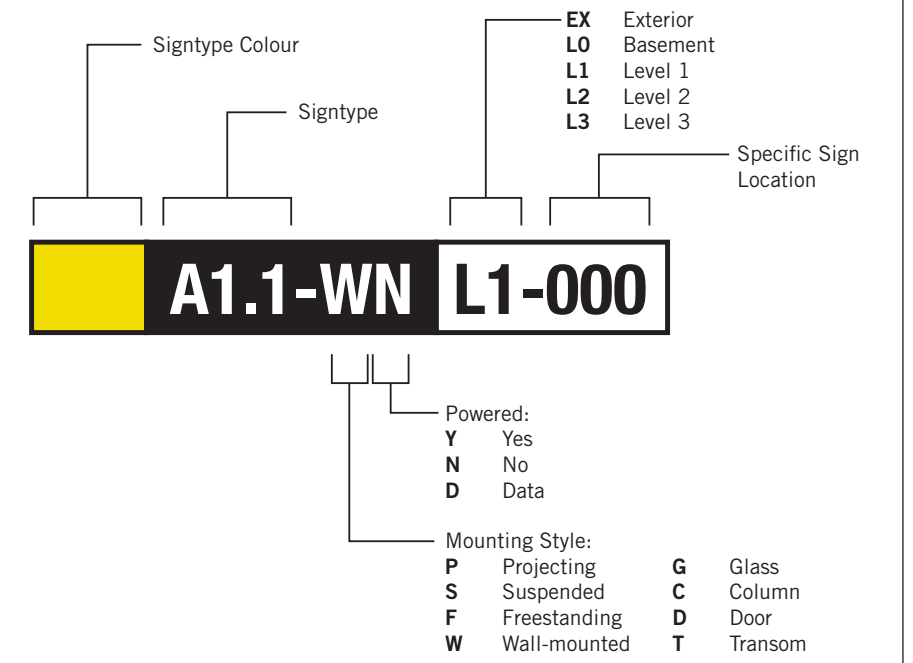 EX Exterior
Signtype Colour
L0 Basement
L1 Level 1
L2 Level 2
Signtype
L3 Level 3
Specific Sign
Location
A1.1-WN L1-000
Powered:
Y Yes
N No
D Data
Mounting Style:
P Projecting G Glass
S Suspended C Column
F Freestanding D Door
W Wall-mounted T Transom